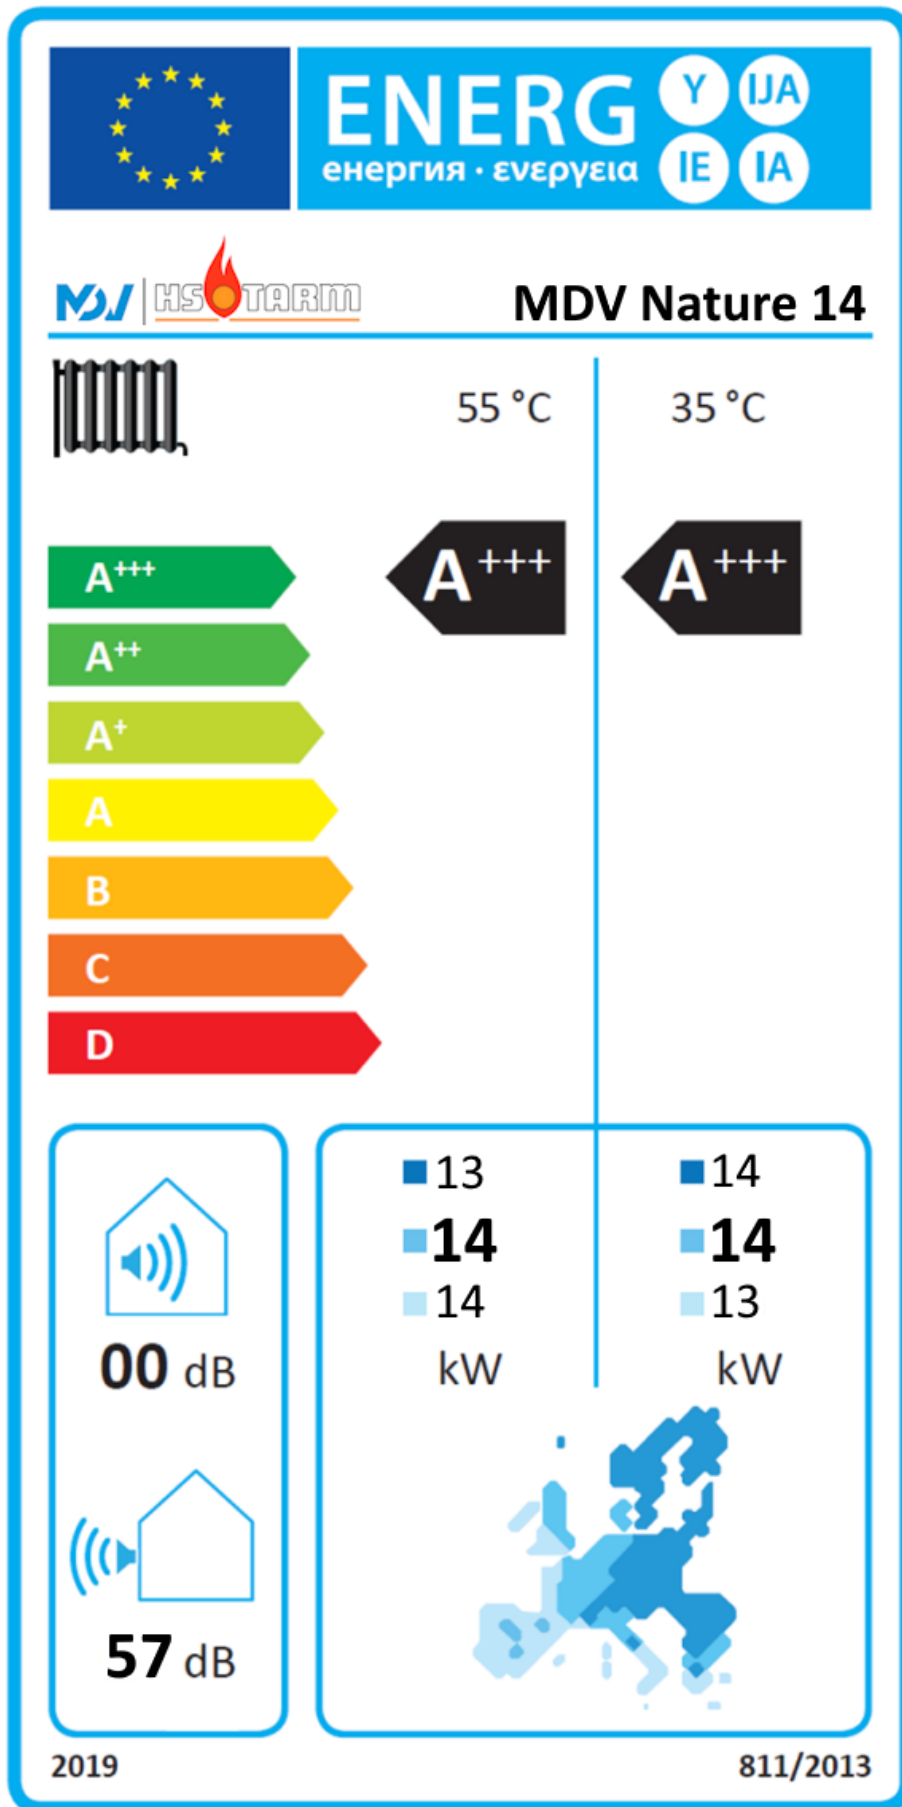 ENERG Y IJA
енергия · ενεργεια IE IA
MDV HS TARM MDV Nature 14
55 °C 35 °C
A+++ A+++ A+++
A++
A+
A
B
C
D
13 14
14 14
14 13
kW kW
00 dB
57 dB
2019 811/2013